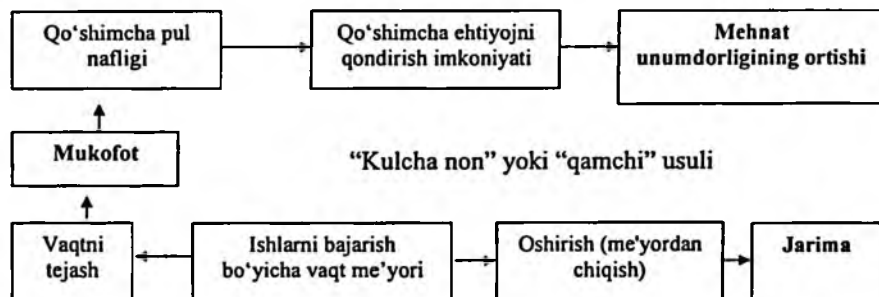 Qo‘shimcha pul
nafligi
Qo‘shimcha ehtiyojni
qondirish imkoniyati
Mehnat
unumdorligining ortishi
Mukofot
“Kulcha non” yoki “qamchi” usuli
Vaqtni
tejash
Ishlarni bajarish
bo‘yicha vaqt me’yori
Oshirish (me'yordan
chiqish)
Jarima